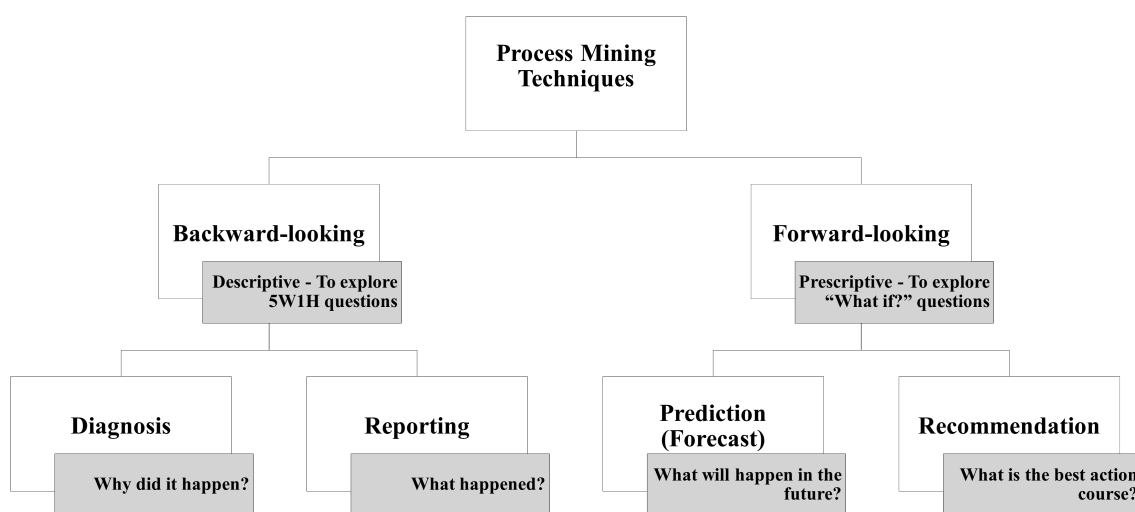 Process Mining
Techniques
Backward-looking
Descriptive - To explore
5W1H questions
Forward-looking
Prescriptive - To explore
“What if?” questions
Diagnosis
Why did it happen?
Reporting
What happened?
Prediction
(Forecast)
What will happen in the
future?
Recommendation
What is the best action
course?